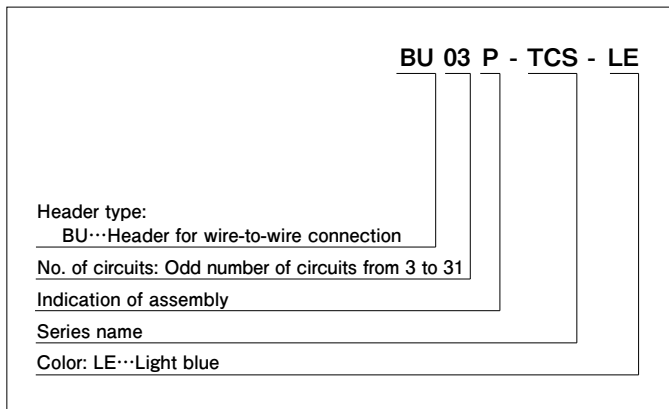 BU 03 P - TCS - LE
Header type:
BU⋯Header for wire-to-wire connection
No. of circuits: Odd number of circuits from 3 to 31
Indication of assembly
Series name
Color: LE⋯Light blue